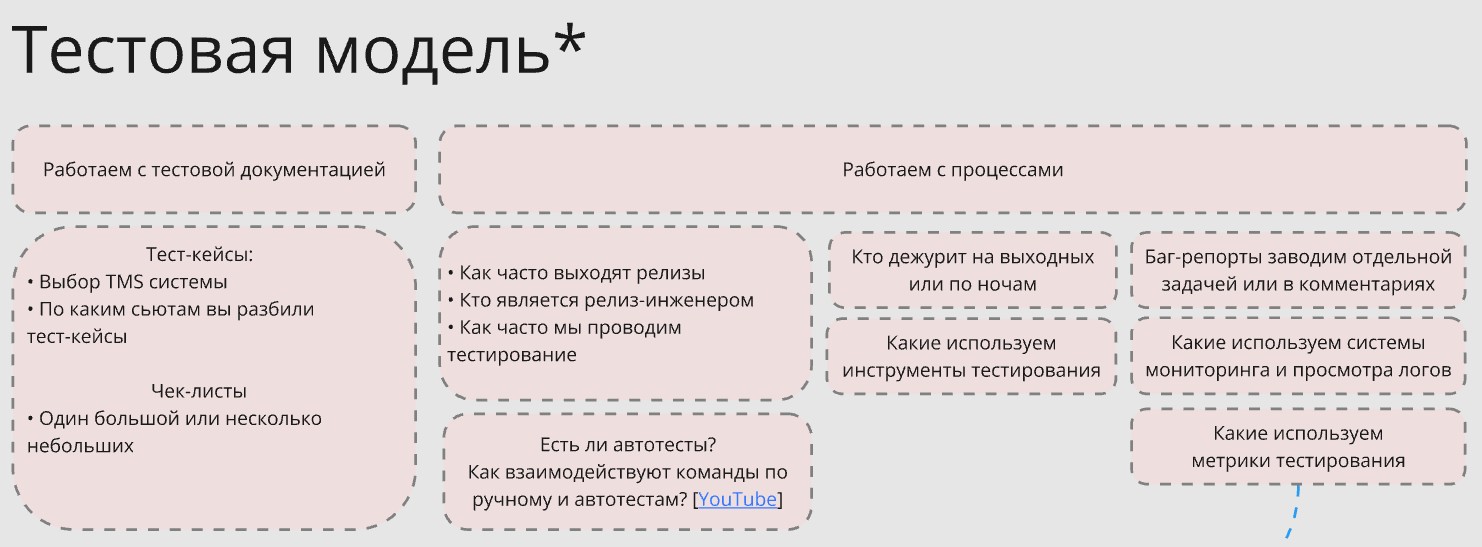 Тестовая модель*
Работаем с тестовой документацией
Работаем с процессами
Тест-кейсы:
• Выбор TMS системы
• По каким сьютам вы разбили
тест-кейсы
Чек-листы
• Один большой или несколько
небольших
• Как часто выходят релизы
• Кто является релиз-инженером
• Как часто мы проводим
тестирование
Есть ли автотесты?
Как взаимодействуют команды по
ручному и автотестам? [YouTube]
Кто дежурит на выходных
или по ночам
Какие используем
инструменты тестирования
Баг-репорты заводим отдельной
задачей или в комментариях
Какие используем системы
мониторинга и просмотра логов
Какие используем
метрики тестирования